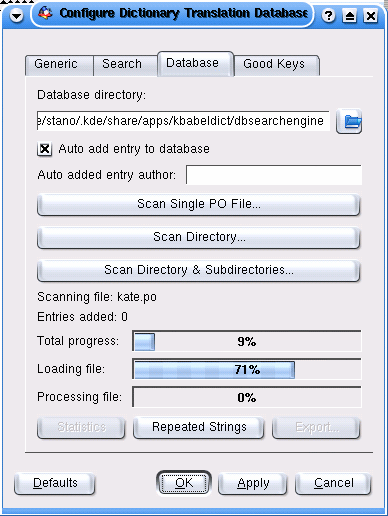 Configure Dictionary Translation Database
Generic Search Database Good Keys
Database directory:
e/stano/.kde/share/apps/kbabeldict/dbsearchengine
Auto add entry to database
Auto added entry author:
Scan Single PO File...
Scan Directory...
Scan Directory & Subdirectories...
Scanning file: kate.po
Entries added: 0
Total progress: 9%
Loading file: 71%
Processing file: 0%
Statistics Repeated Strings Export...
Defaults OK Apply Cancel